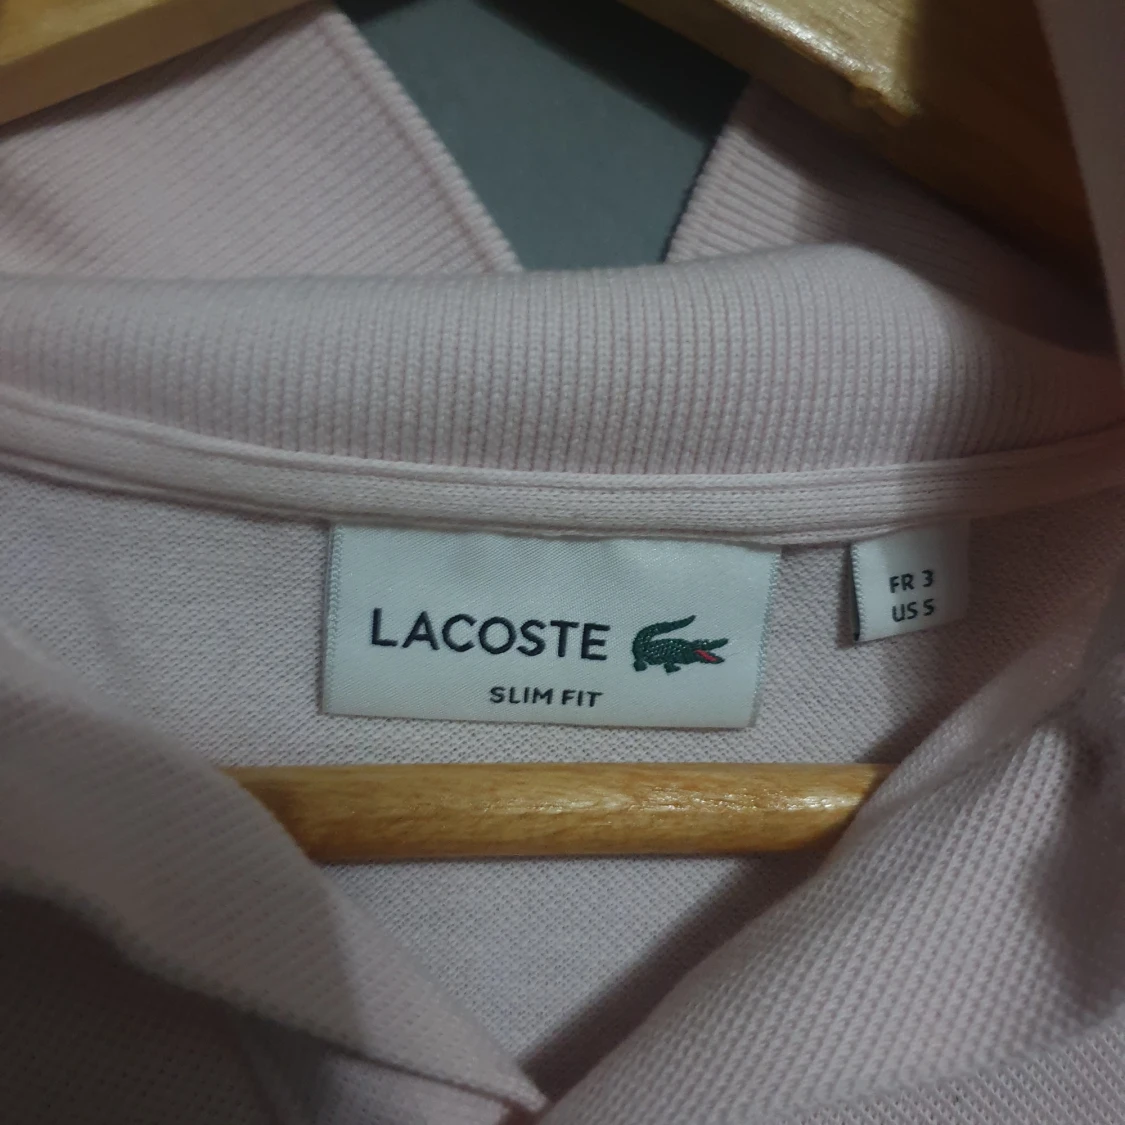 LACOSTE
SLIM FIT
FR 3
US 5